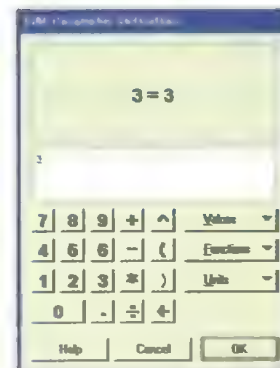 3 = 3
3
7 8 9 + ^ Values
4 5 6 - ( Functions
1 2 3 * ) Units
0 . ÷ ←
Help Cancel OK